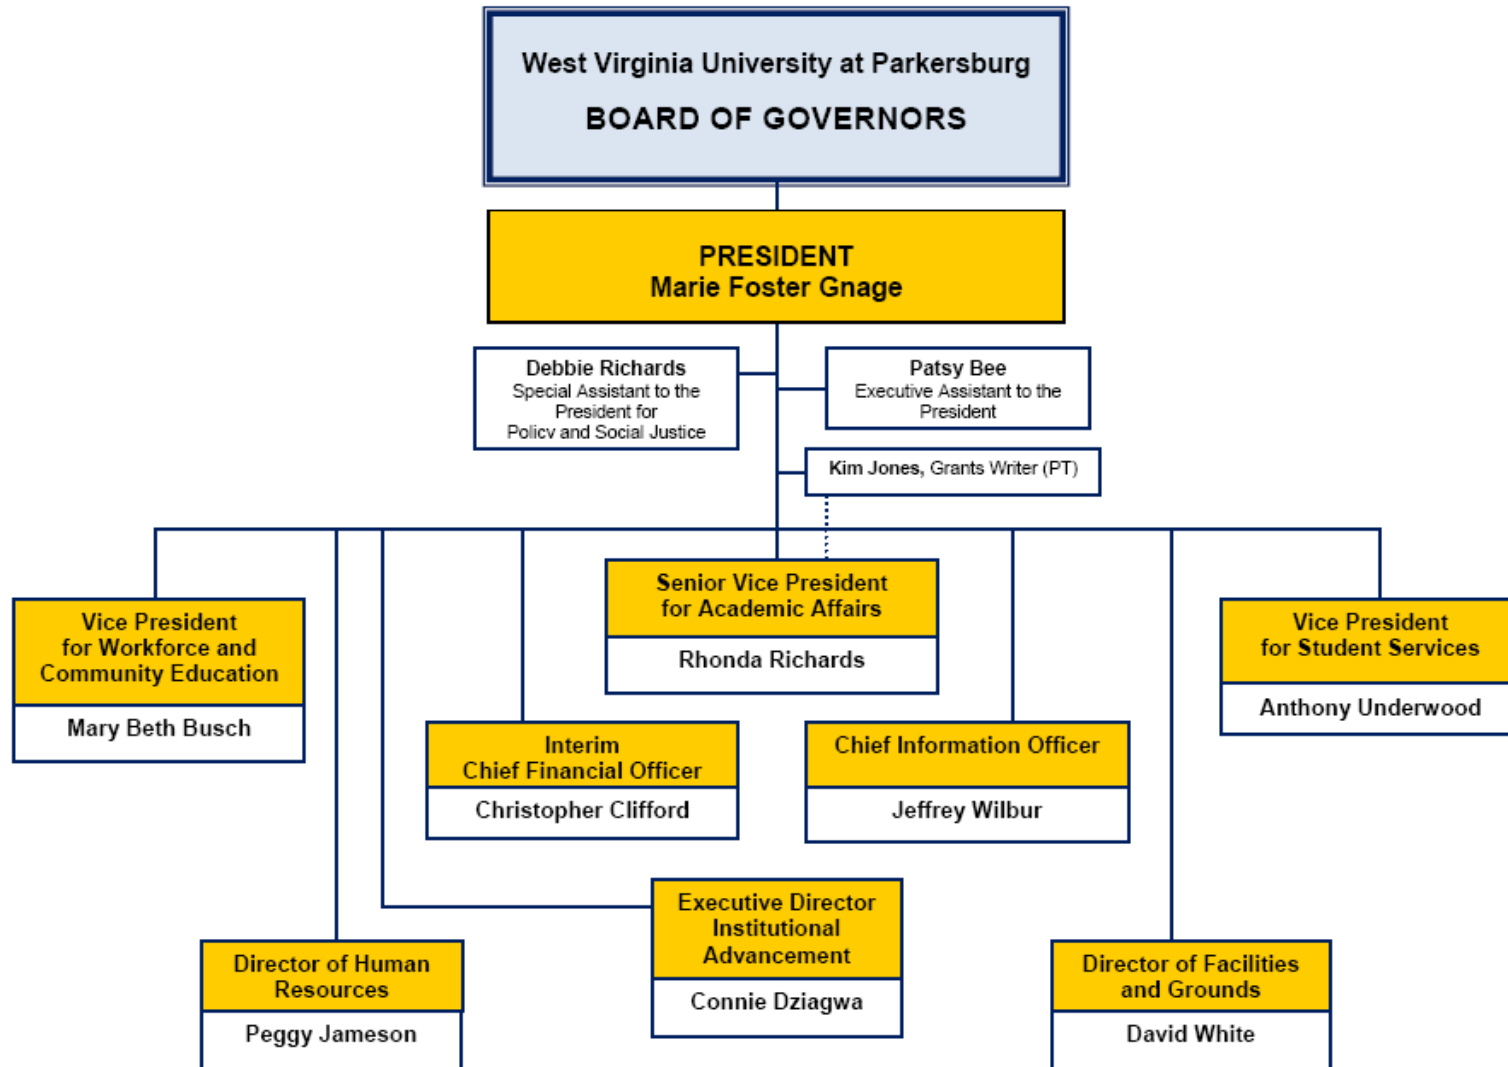 West Virginia University at Parkersburg
BOARD OF GOVERNORS
PRESIDENT
Marie Foster Gnage
Debbie Richards
Special Assistant to the
President for
Policy and Social Justice
Patsy Bee
Executive Assistant to the
President
Kim Jones, Grants Writer (PT)
Vice President
for Workforce and
Community Education
Mary Beth Busch
Senior Vice President
for Academic Affairs
Rhonda Richards
Vice President
for Student Services
Anthony Underwood
Interim
Chief Financial Officer
Christopher Clifford
Chief Information Officer
Jeffrey Wilbur
Executive Director
Institutional
Advancement
Connie Dziagwa
Director of Human
Resources
Peggy Jameson
Director of Facilities
and Grounds
David White